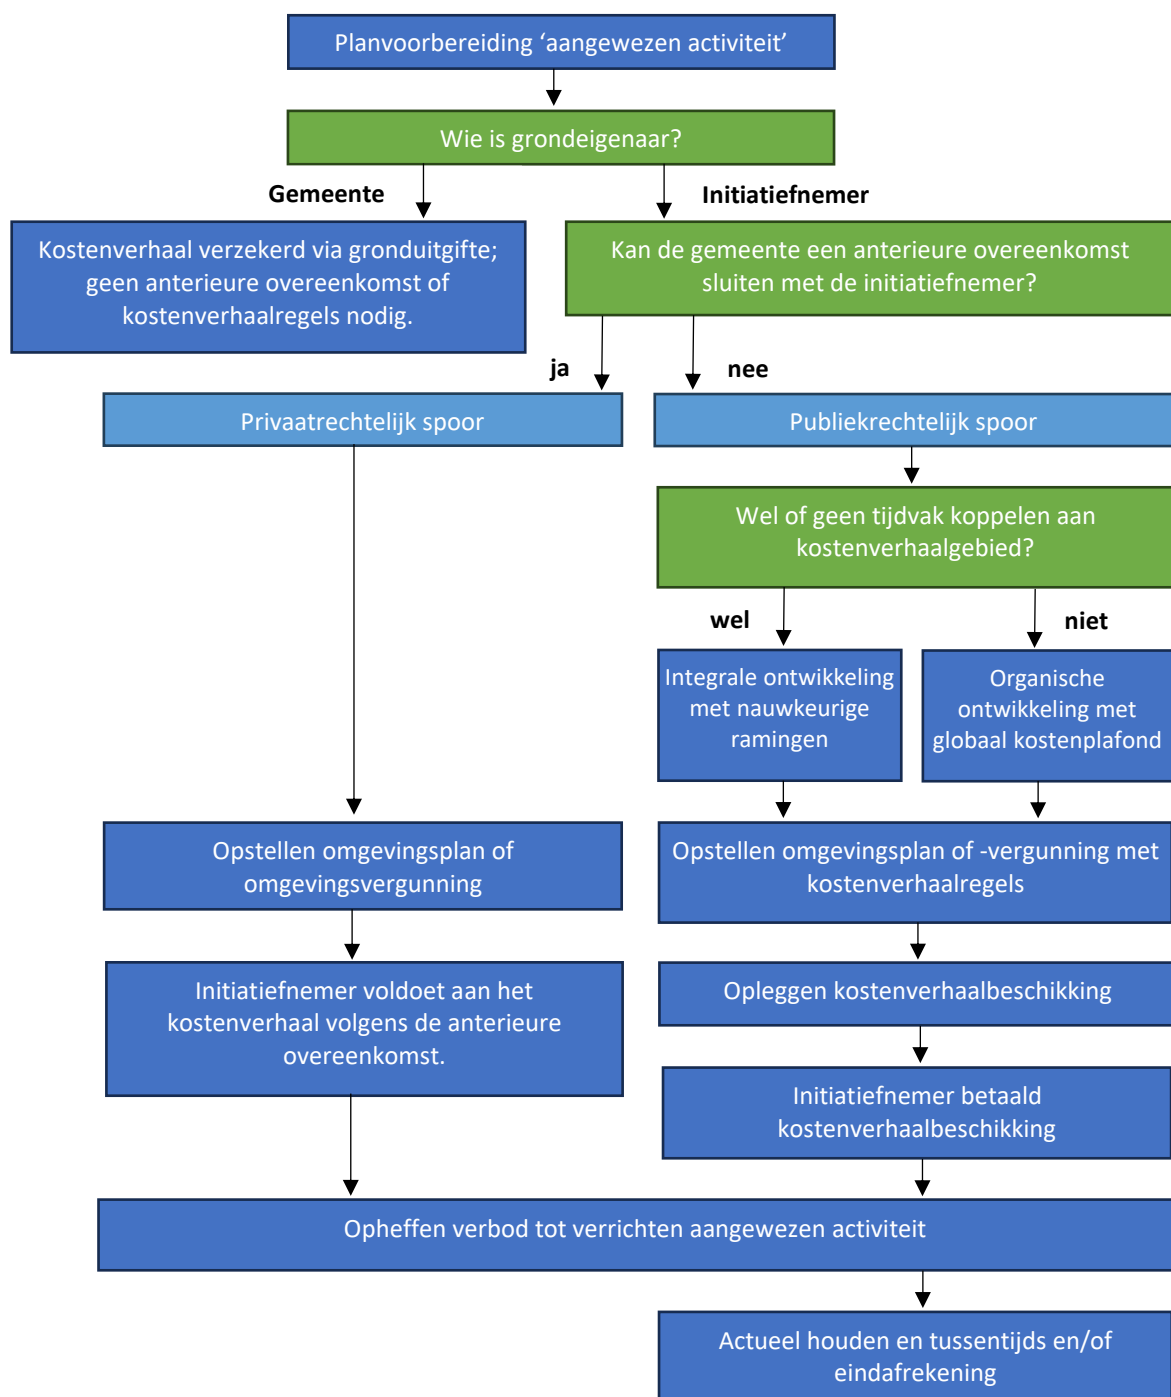 Planvoorbereiding ‘aangewezen activiteit’
Wie is grondeigenaar?
Gemeente
Initiatiefnemer
Kostenverhaal verzekerd via gronduitgifte;
geen anterieure overeenkomst of
kostenverhaalregels nodig.
Kan de gemeente een anterieure overeenkomst
sluiten met de initiatiefnemer?
ja
nee
Privaatrechtelijk spoor
Publiekrechtelijk spoor
Wel of geen tijdvak koppelen aan
kostenverhaalgebied?
wel
niet
Integrale ontwikkeling
met nauwkeurige
ramingen
Organische
ontwikkeling met
globaal kostenplafond
Opstellen omgevingsplan of
omgevingsvergunning
Opstellen omgevingsplan of -vergunning met
kostenverhaalregels
Initiatiefnemer voldoet aan het
kostenverhaal volgens de anterieure
overeenkomst.
Opleggen kostenverhaalbeschikking
Initiatiefnemer betaald
kostenverhaalbeschikking
Opheffen verbod tot verrichten aangewezen activiteit
Actueel houden en tussentijds en/of
eindafrekening